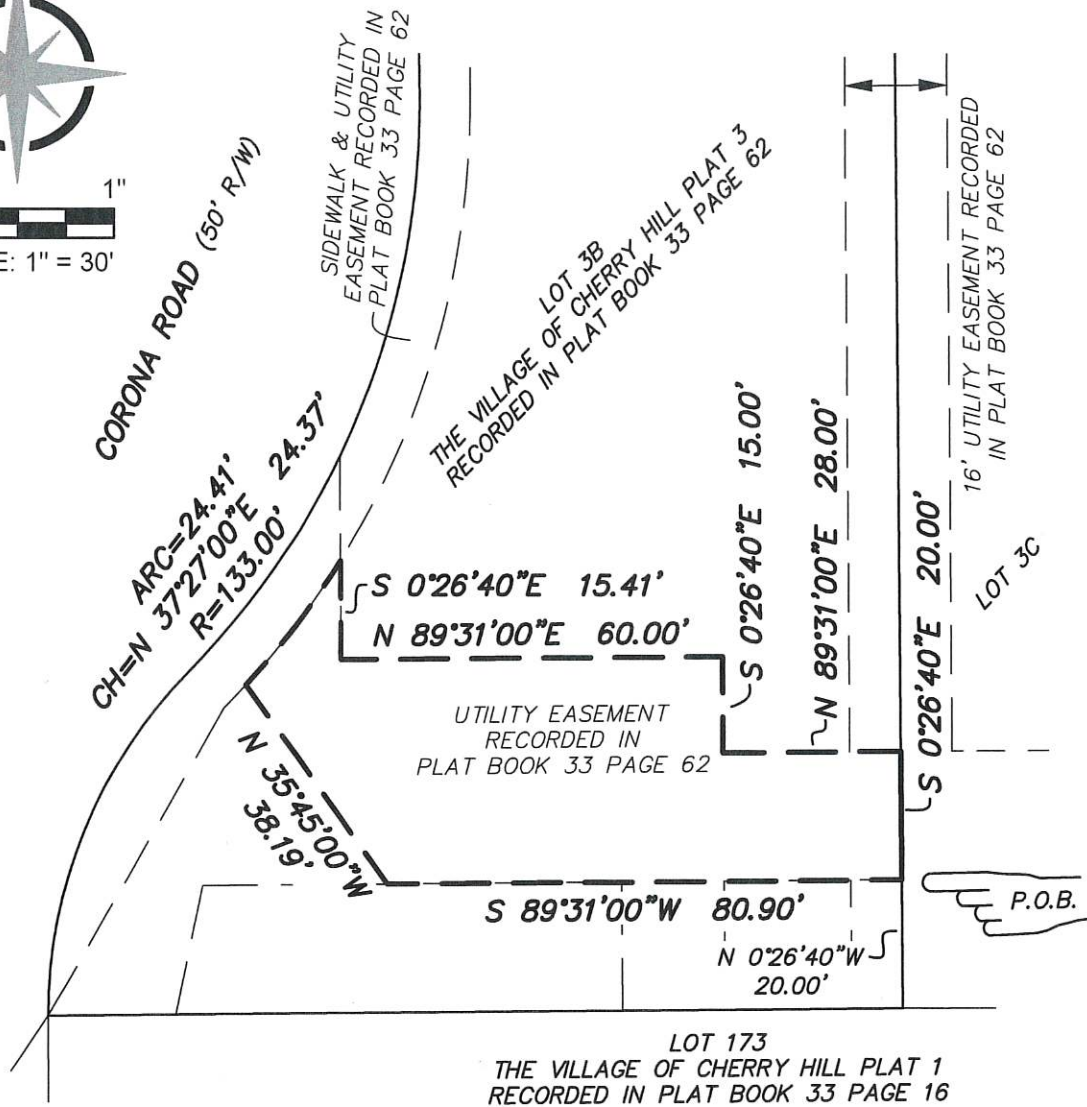 1"
E: 1" = 30'
CORONA ROAD (50' R/W)
SIDEWALK & UTILITY
EASEMENT RECORDED IN
PLAT BOOK 33 PAGE 62
LOT 3B
THE VILLAGE OF CHERRY HILL PLAT 3
RECORDED IN PLAT BOOK 33 PAGE 62
16' UTILITY EASEMENT RECORDED
IN PLAT BOOK 33 PAGE 62
ARC=24.41'
CH=N 37°27'00"E 24.37'
R=133.00'
S 0°26'40"E 15.41'
N 89°31'00"E 60.00'
S 0°26'40"E 15.00'
N 89°31'00"E 28.00'
S 0°26'40"E 20.00'
LOT 3C
UTILITY EASEMENT
RECORDED IN
PLAT BOOK 33 PAGE 62
N 35°45'00"W
38.19'
S 89°31'00"W 80.90'
P.O.B.
N 0°26'40"W
20.00'
LOT 173
THE VILLAGE OF CHERRY HILL PLAT 1
RECORDED IN PLAT BOOK 33 PAGE 16